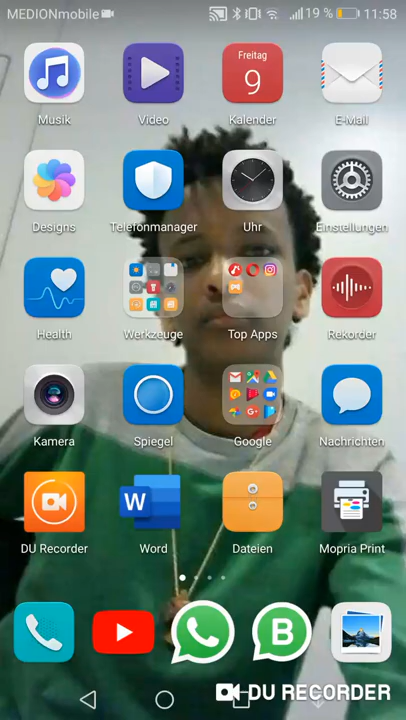 MEDIONmobile
19 %
11:58
Freitag
9
Musik
Video
Kalender
E-Mail
Designs
Telefonmanager
Uhr
Einstellungen
Health
Werkzeuge
Top Apps
Rekorder
Kamera
Spiegel
Google
Nachrichten
W
DU Recorder
Word
Dateien
Mopria Print
B
DU RECORDER